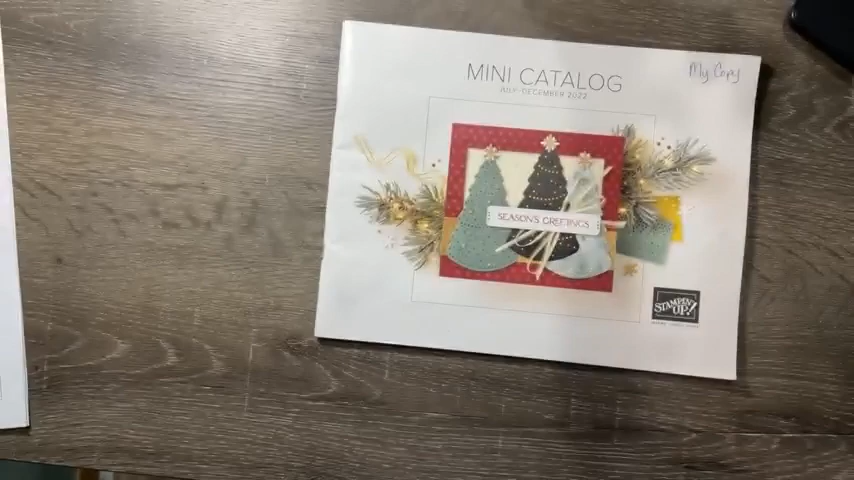 MINI CATALOG
JULY–DECEMBER 2022
My Copy
SEASON'S GREETINGS
STAMPIN'
UP!